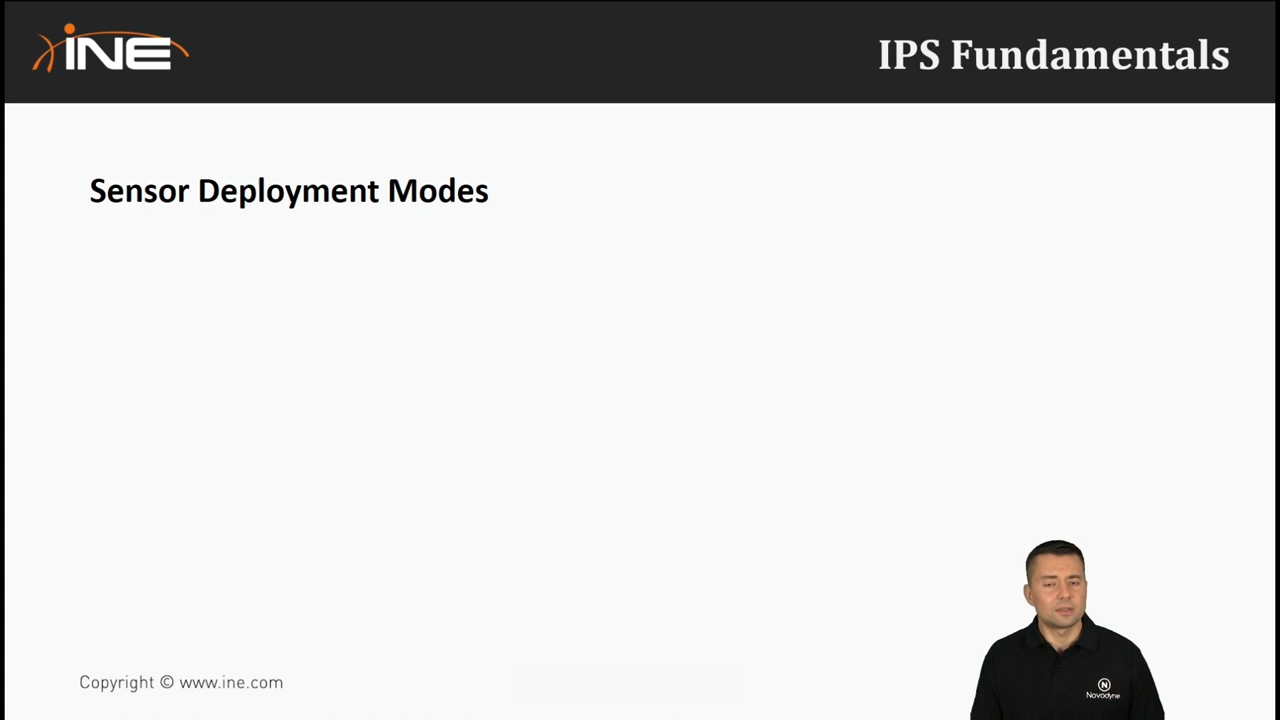 INE
IPS Fundamentals
Sensor Deployment Modes
N
Novodyne
Copyright © www.ine.com